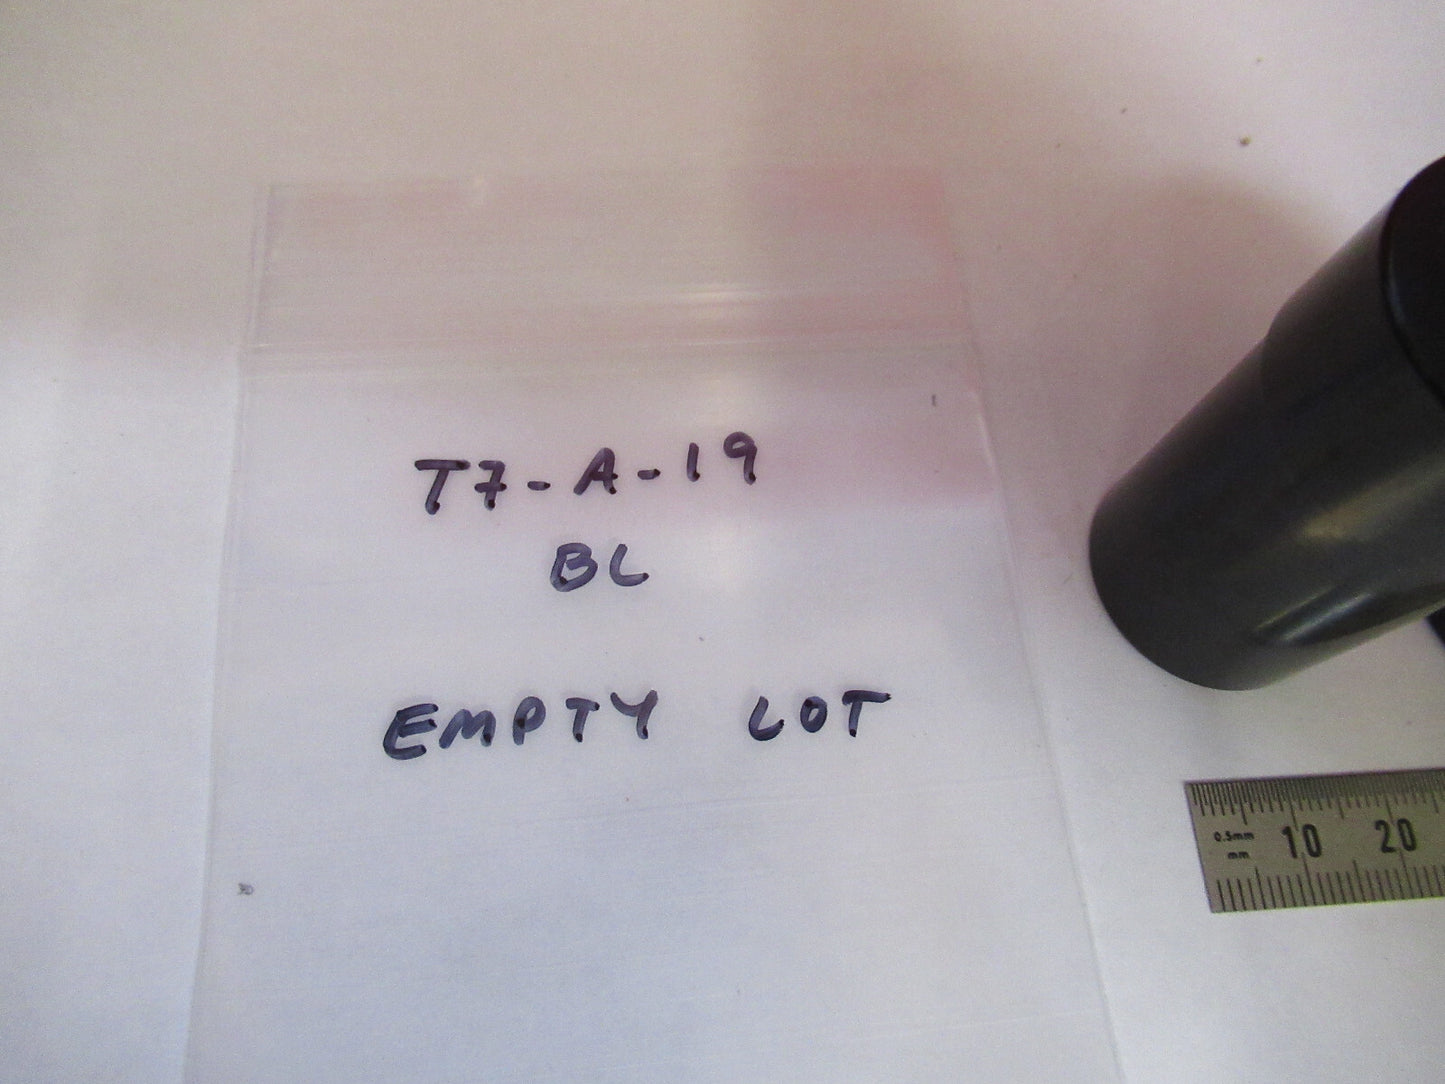 T7-A-19
BL
EMPTY LOT
0.5mm 10 20
mm